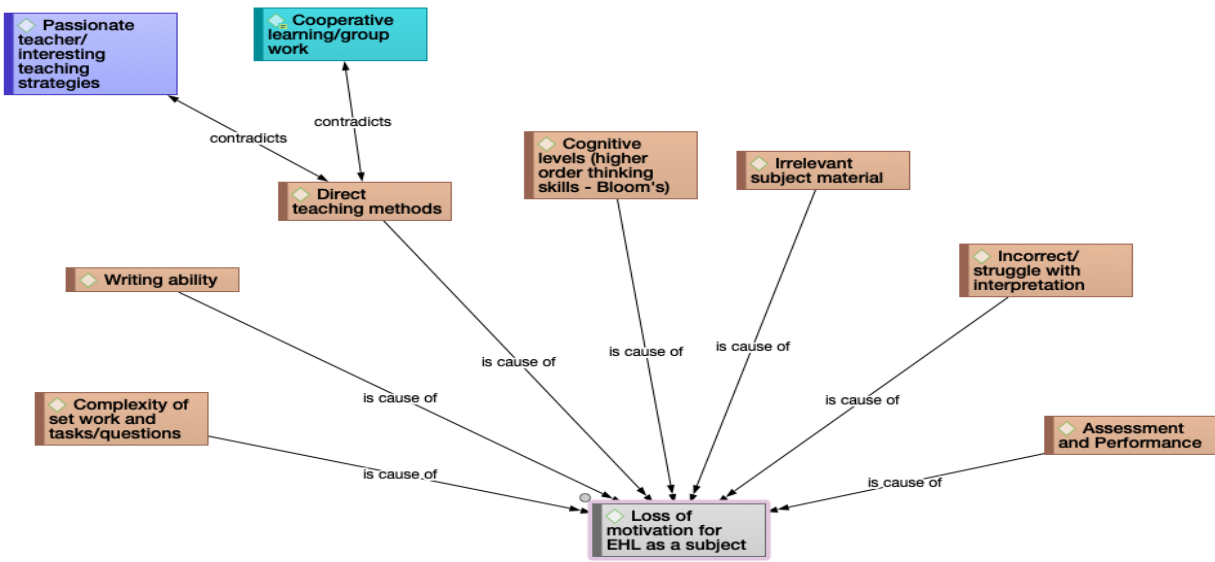 Passionate
teacher/
interesting
teaching
strategies
Cooperative
learning/group
work
contradicts
contradicts
Direct
teaching methods
Cognitive
levels (higher
order thinking
skills - Bloom's)
Irrelevant
subject material
Writing ability
Incorrect/
struggle with
interpretation
is cause of
is cause of
is cause of
is cause of
is cause of
Complexity of
set work and
tasks/questions
Assessment
and Performance
is cause of
is cause of
Loss of
motivation for
EHL as a subject